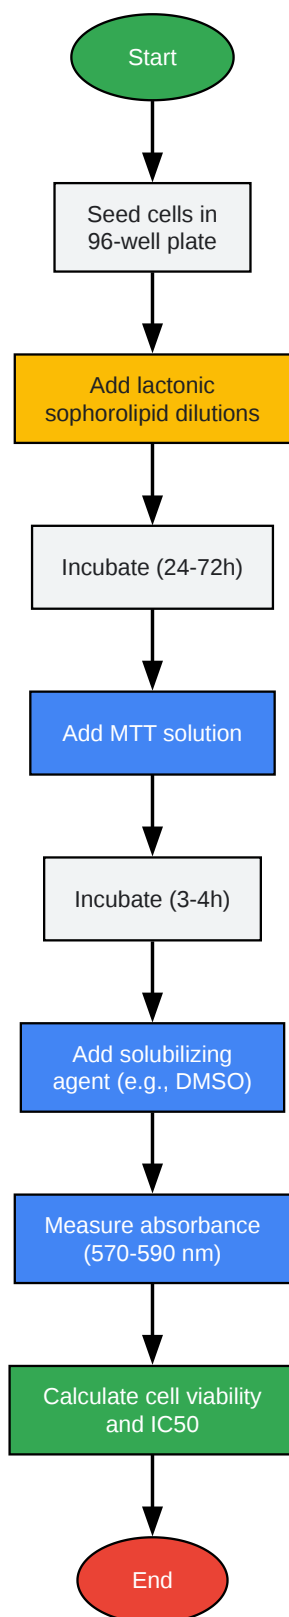 Start
Seed cells in
96-well plate
Add lactonic
sophorolipid dilutions
Incubate (24-72h)
Add MTT solution
Incubate (3-4h)
Add solubilizing
agent (e.g., DMSO)
Measure absorbance
(570-590 nm)
Calculate cell viability
and IC50
End